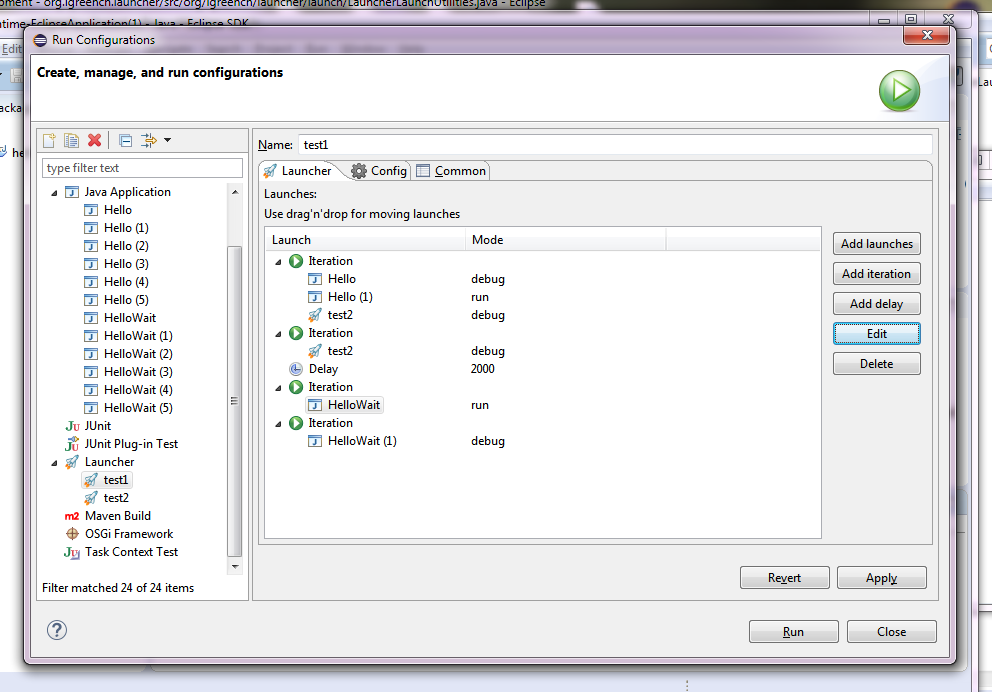 oment - org.igreench.launcher/src/org/igreench/launcher/launch/LauncherLaunchUtilities.java - Eclipse
ntime-EclipseApplication(1) - Java - Eclipse SDK
Edit
Run Configurations
Create, manage, and run configurations
acka
he
Lau
type filter text
Java Application
Hello
Hello (1)
Hello (2)
Hello (3)
Hello (4)
Hello (5)
HelloWait
HelloWait (1)
HelloWait (2)
HelloWait (3)
HelloWait (4)
HelloWait (5)
JUnit
JUnit Plug-in Test
Launcher
test1
test2
m2 Maven Build
OSGi Framework
Task Context Test
Filter matched 24 of 24 items
Name: test1
Launcher Config Common
Launches:
Use drag'n'drop for moving launches
Launch Mode
Iteration
Hello debug
Hello (1) run
test2 debug
Iteration
test2 debug
Delay 2000
Iteration
HelloWait run
Iteration
HelloWait (1) debug
Add launches
Add iteration
Add delay
Edit
Delete
Revert Apply
Run Close